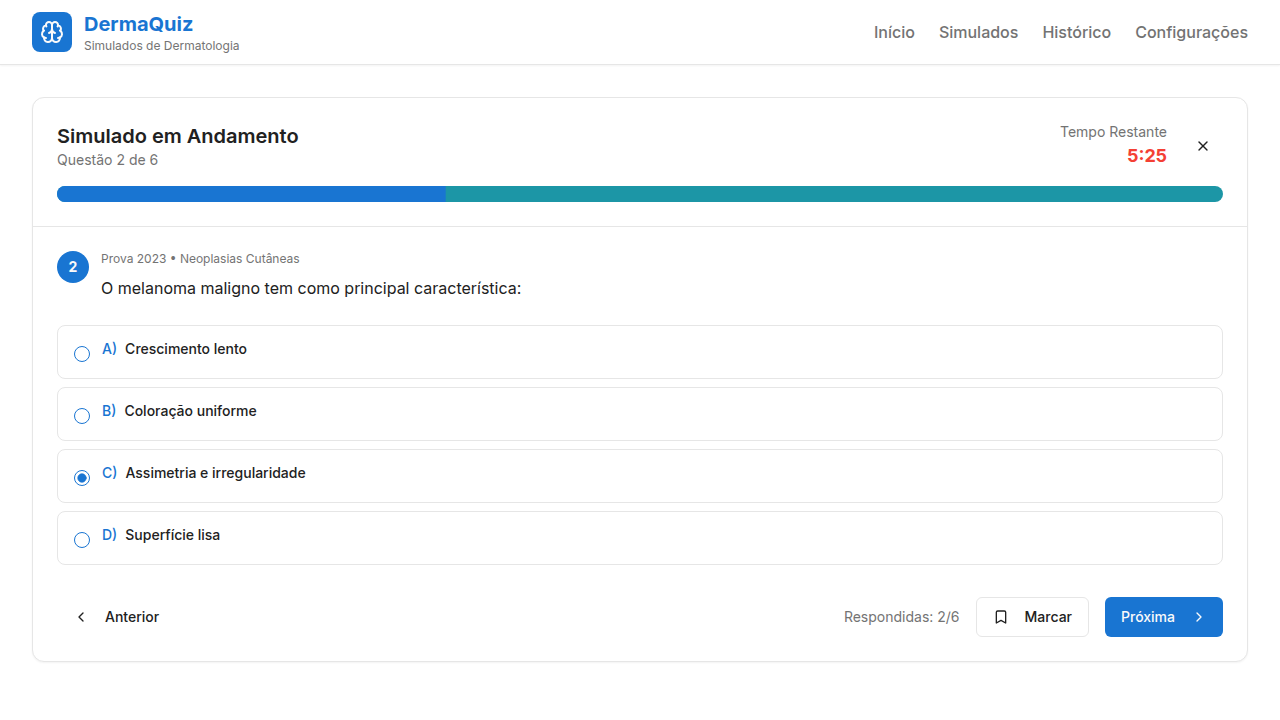 DermaQuiz
Simulados de Dermatologia
Início Simulados Histórico Configurações
Simulado em Andamento
Questão 2 de 6
Tempo Restante
5:25
2
Prova 2023 • Neoplasias Cutâneas
O melanoma maligno tem como principal característica:
A) Crescimento lento
B) Coloração uniforme
C) Assimetria e irregularidade
D) Superfície lisa
Anterior
Respondidas: 2/6
Marcar
Próxima